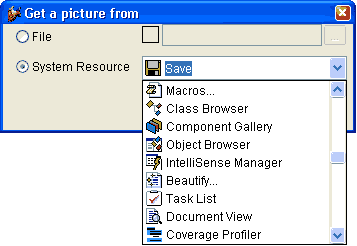 Get a picture from
File
...
System Resource
Save
Macros...
Class Browser
Component Gallery
Object Browser
IntelliSense Manager
Beautify...
Task List
Document View
Coverage Profiler